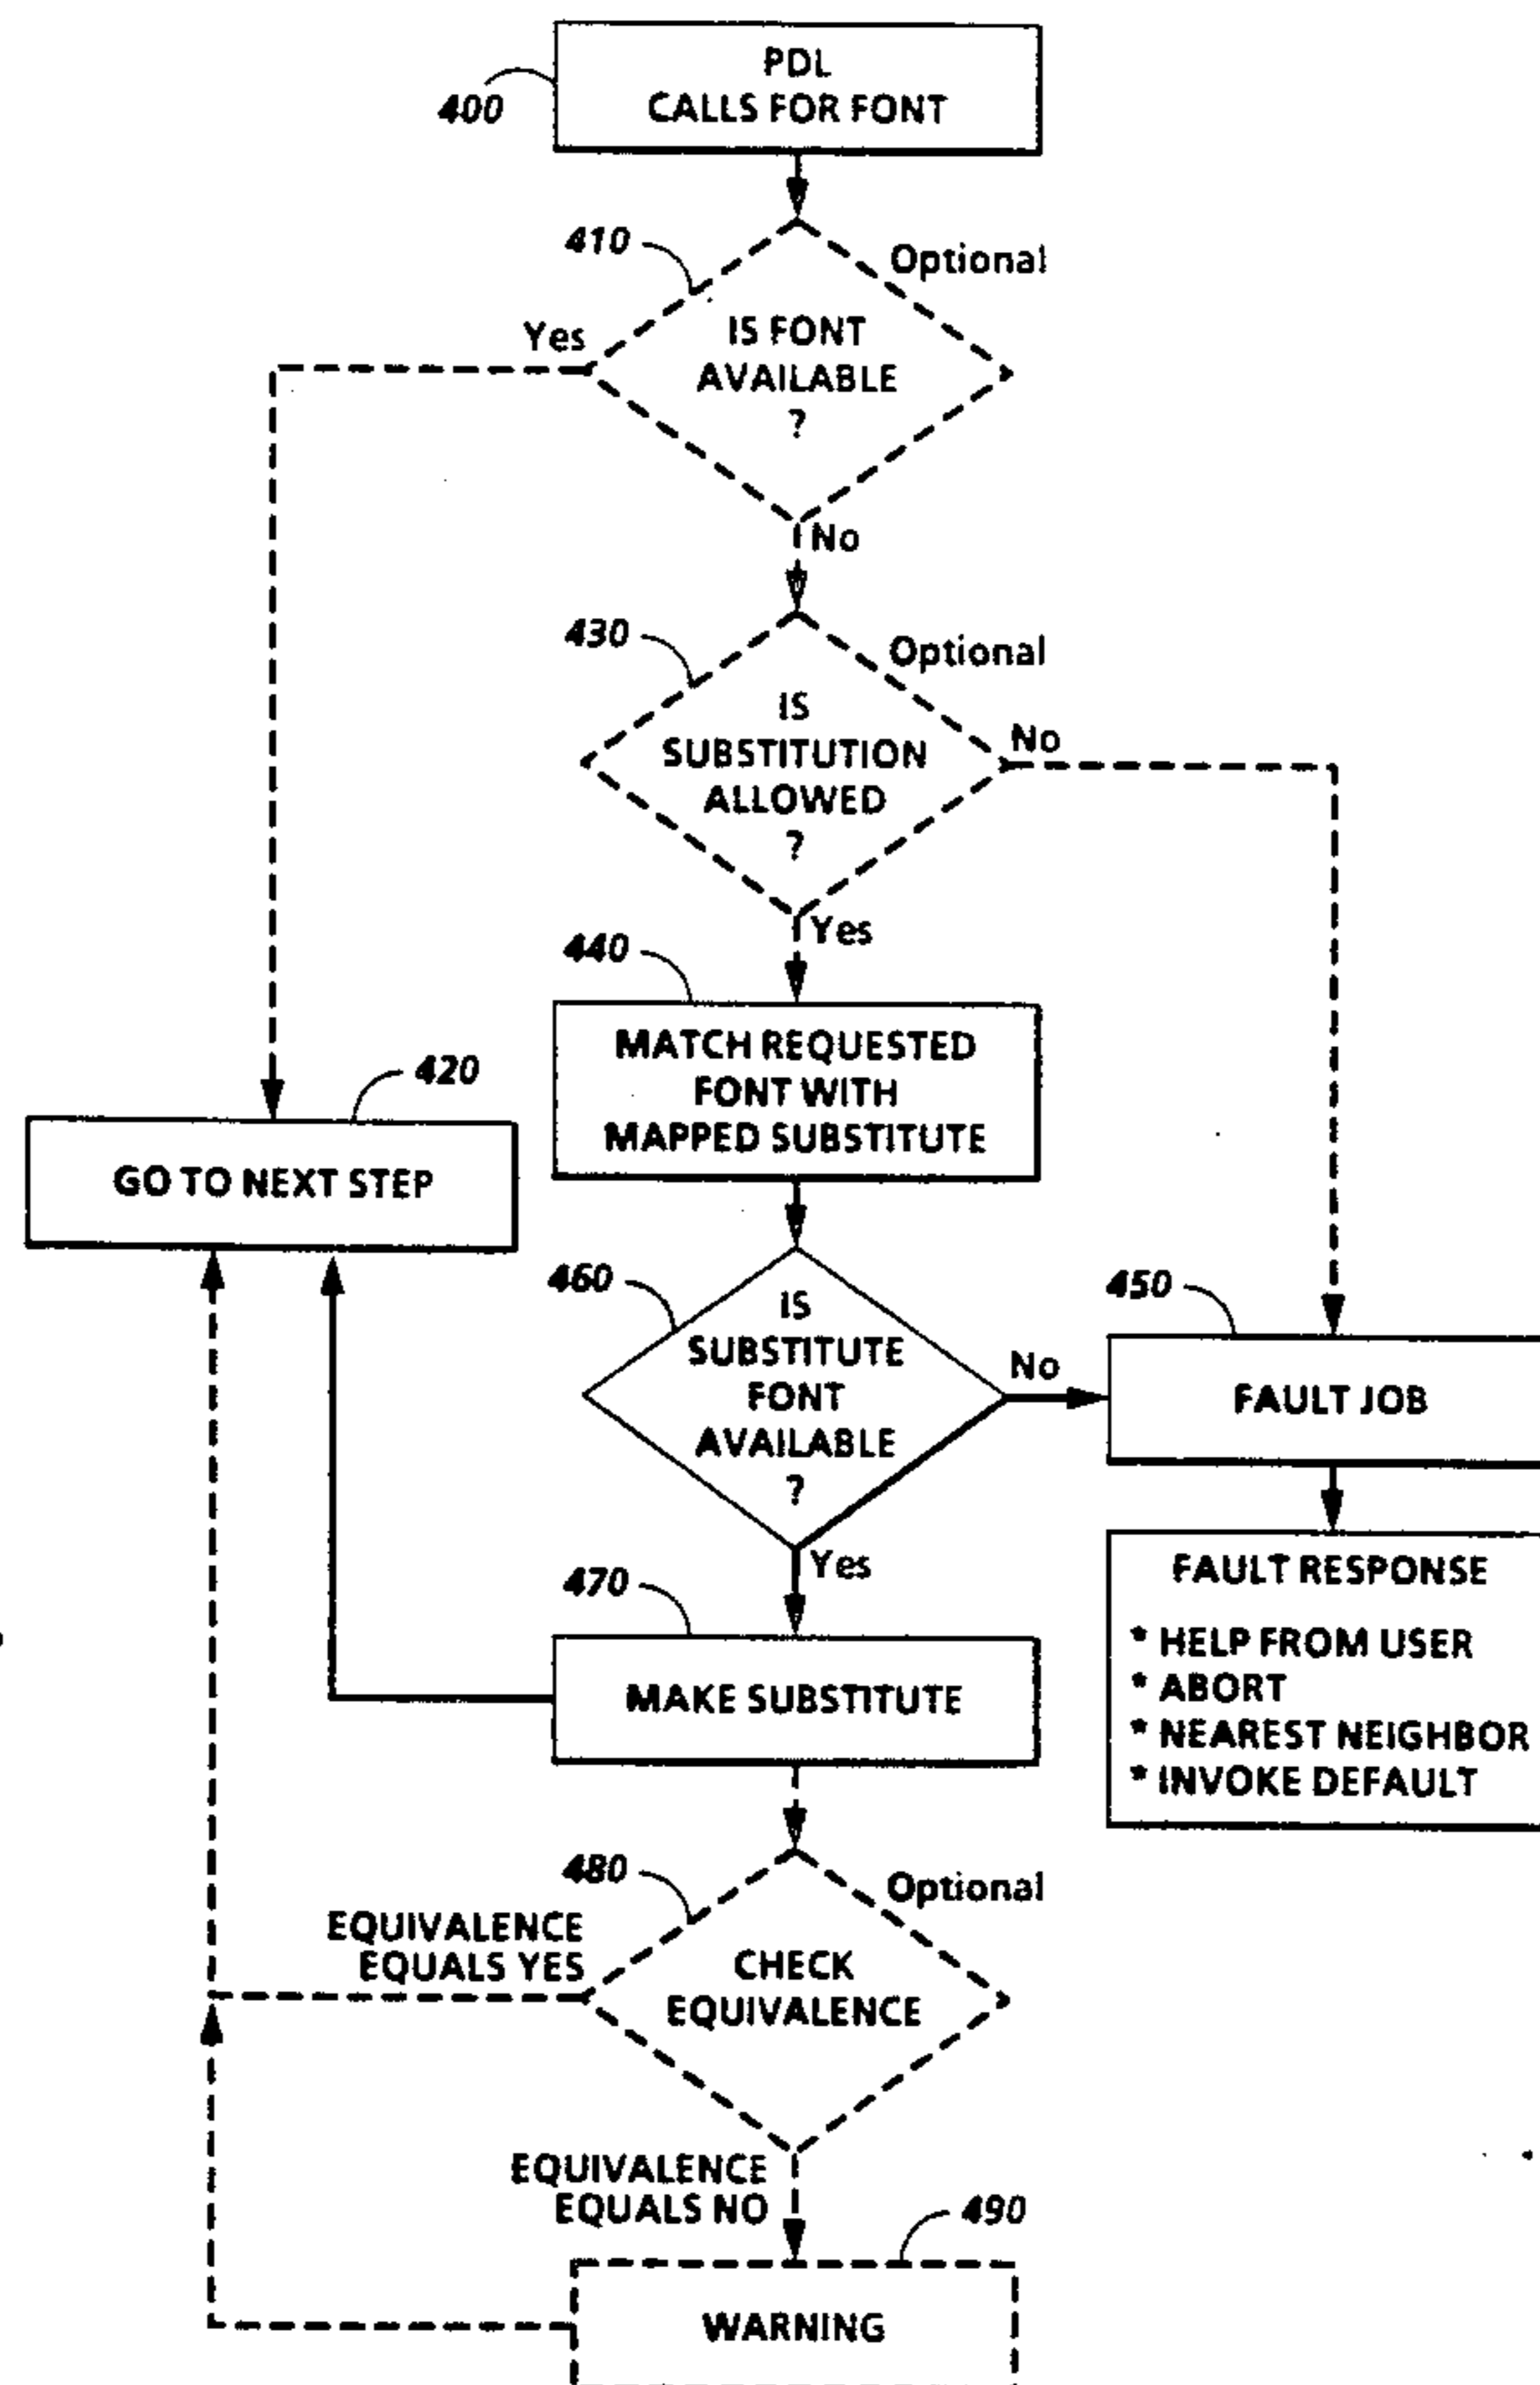 PDL
CALLS FOR FONT
400
410
Optional
Yes
IS FONT
AVAILABLE
?
No
430
Optional
IS
SUBSTITUTION
ALLOWED
?
No
Yes
440
MATCH REQUESTED
FONT WITH
MAPPED SUBSTITUTE
420
GO TO NEXT STEP
460
IS
SUBSTITUTE
FONT
AVAILABLE
?
No
450
FAULT JOB
Yes
FAULT RESPONSE
* HELP FROM USER
* ABORT
* NEAREST NEIGHBOR
* INVOKE DEFAULT
470
MAKE SUBSTITUTE
480
Optional
EQUIVALENCE
EQUALS YES
CHECK
EQUIVALENCE
EQUIVALENCE
EQUALS NO
490
WARNING